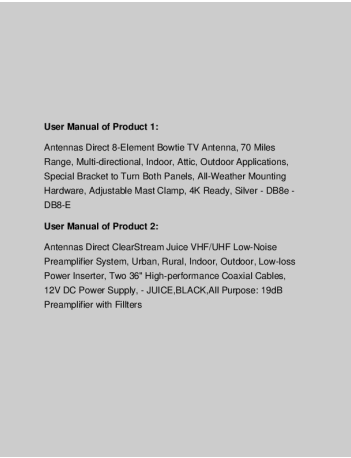 User Manual of Product 1:
Antennas Direct 8-Element Bowtie TV Antenna, 70 Miles
Range, Multi-directional, Indoor, Attic, Outdoor Applications,
Special Bracket to Turn Both Panels, All-Weather Mounting
Hardware, Adjustable Mast Clamp, 4K Ready, Silver - DB8e -
DB8-E
User Manual of Product 2:
Antennas Direct ClearStream Juice VHF/UHF Low-Noise
Preamplifier System, Urban, Rural, Indoor, Outdoor, Low-loss
Power Inserter, Two 36" High-performance Coaxial Cables,
12V DC Power Supply, - JUICE,BLACK,All Purpose: 19dB
Preamplifier with Fillters